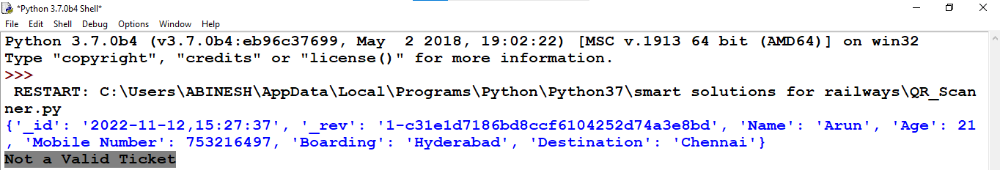 *Python 3.7.0b4 Shell*
File Edit Shell Debug Options Window Help
Python 3.7.0b4 (v3.7.0b4:eb96c37699, May  2 2018, 19:02:22) [MSC v.1913 64 bit (AMD64)] on win32
Type "copyright", "credits" or "license()" for more information.
>>>
 RESTART: C:\Users\ABINESH\AppData\Local\Programs\Python\Python37\smart solutions for railways\QR_Scan
ner.py
{'_id': '2022-11-12,15:27:37', '_rev': '1-c31e1d7186bd8ccf6104252d74a3e8bd', 'Name': 'Arun', 'Age': 21
, 'Mobile Number': 753216497, 'Boarding': 'Hyderabad', 'Destination': 'Chennai'}
Not a Valid Ticket